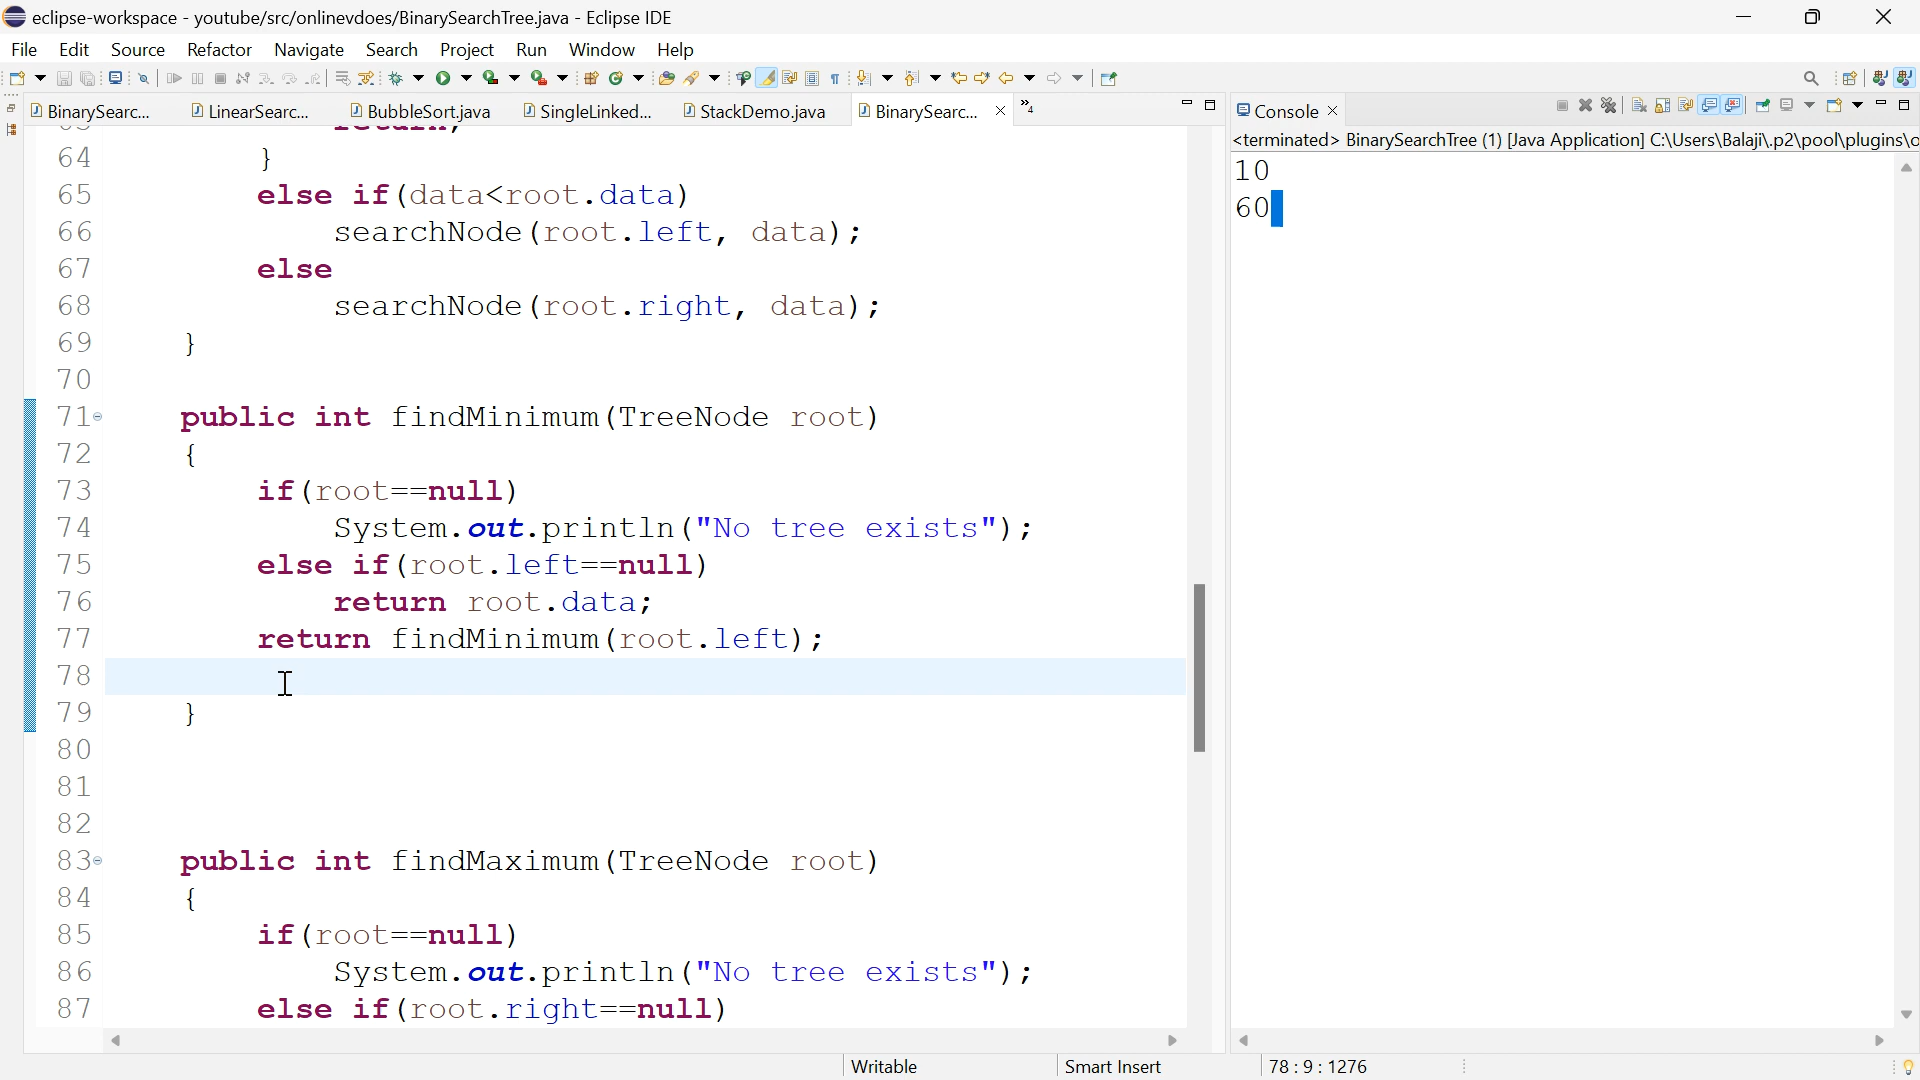 eclipse-workspace - youtube/src/onlinevdoes/BinarySearchTree.java - Eclipse IDE
File Edit Source Refactor Navigate Search Project Run Window Help
BinarySearc... LinearSearc... BubbleSort.java SingleLinked... StackDemo.java BinarySearc... »4
Console
<terminated> BinarySearchTree (1) [Java Application] C:\Users\Balaji\.p2\pool\plugins\o
10
60
64 }
65 else if(data<root.data)
66 searchNode(root.left, data);
67 else
68 searchNode(root.right, data);
69 }
70
71 public int findMinimum(TreeNode root)
72 {
73 if(root==null)
74 System.out.println("No tree exists");
75 else if(root.left==null)
76 return root.data;
77 return findMinimum(root.left);
78
79 }
80
81
82
83 public int findMaximum(TreeNode root)
84 {
85 if(root==null)
86 System.out.println("No tree exists");
87 else if(root.right==null)
Writable Smart Insert 78 : 9 : 1276